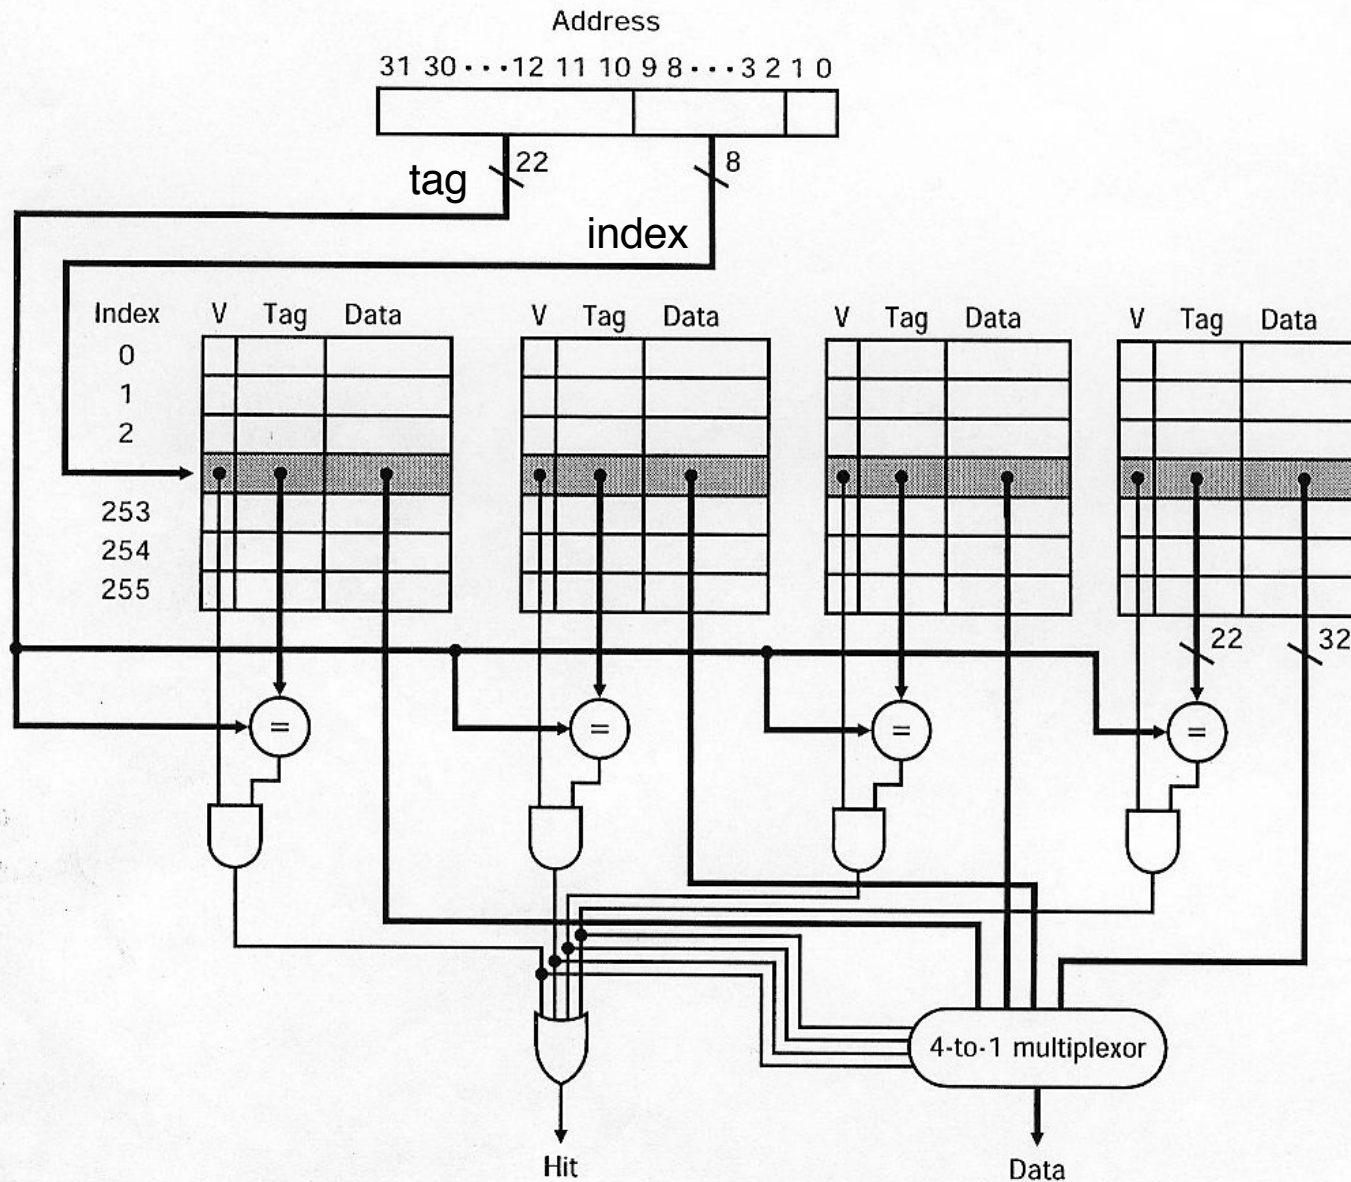 Address
31 30 ··· 12 11 10 9 8 ··· 3 2 1 0
22
8
tag
index
Index V Tag Data V Tag Data V Tag Data V Tag Data
0
1
2
253
254
255
22 32
= = = =
4-to-1 multiplexor
Hit Data